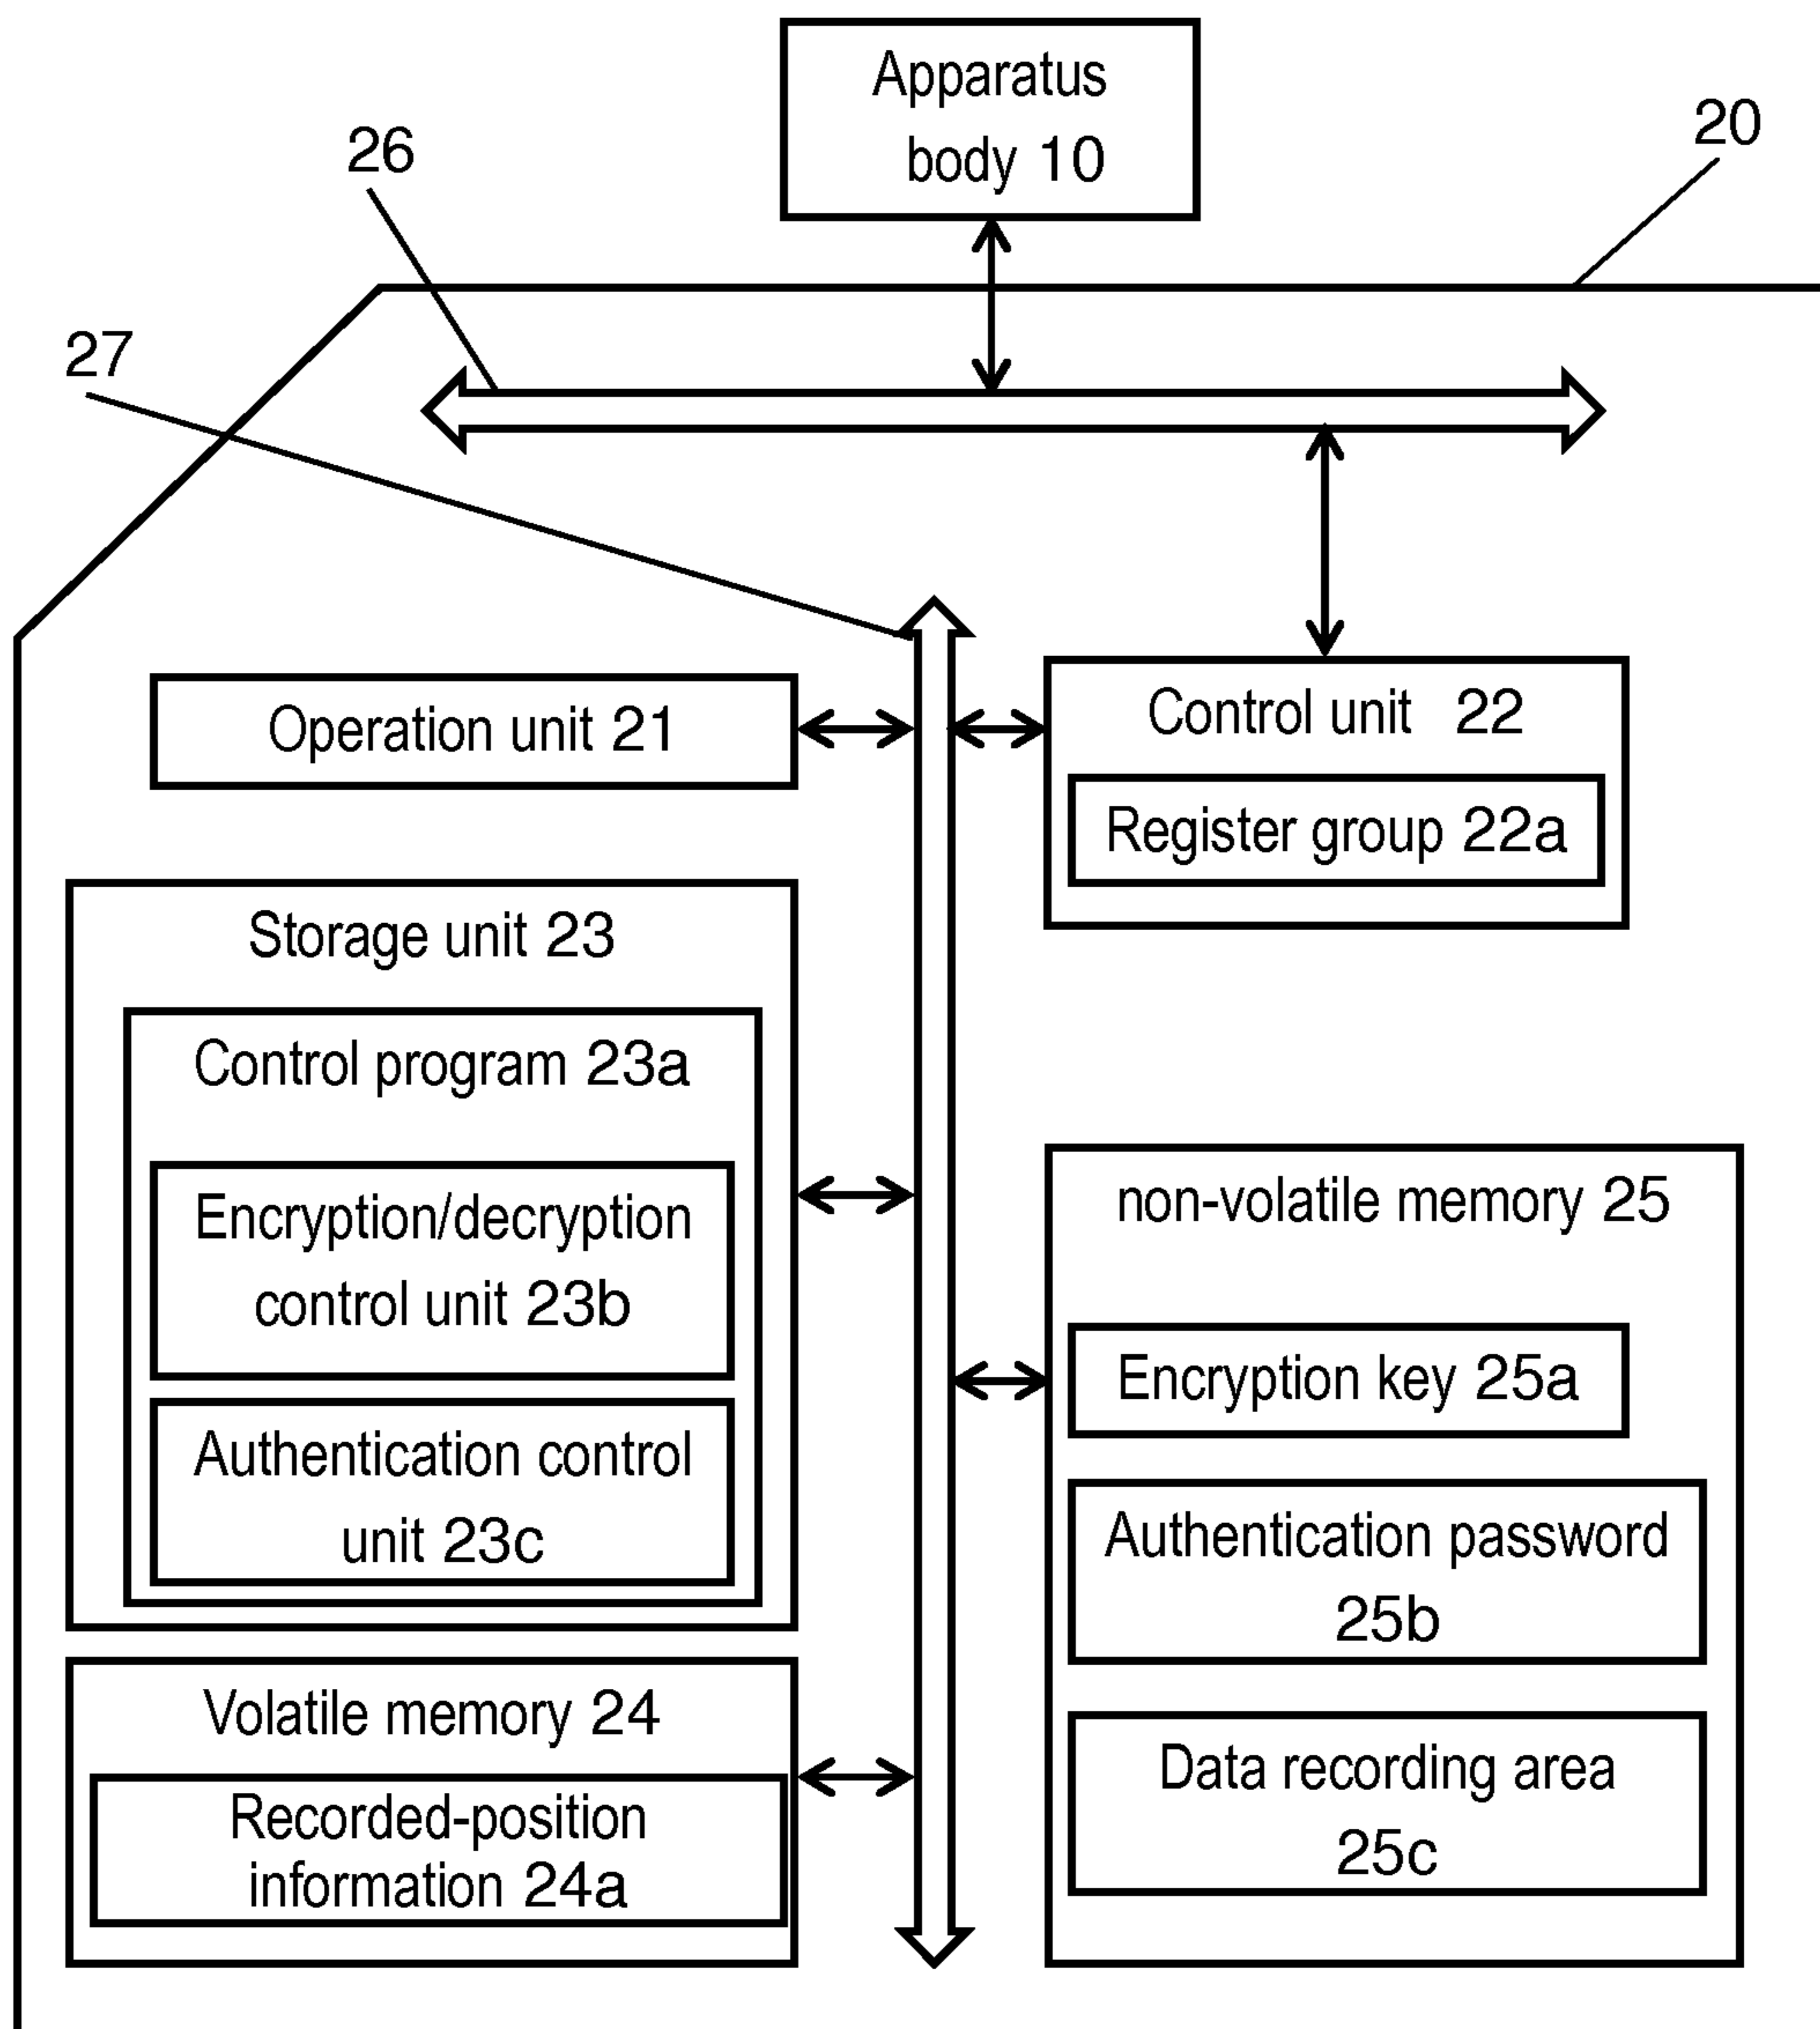 Apparatus
body 10
26
20
27
Operation unit 21
Control unit 22
Register group 22a
Storage unit 23
Control program 23a
Encryption/decryption
control unit 23b
Authentication control
unit 23c
non-volatile memory 25
Encryption key 25a
Authentication password
25b
Data recording area
25c
Volatile memory 24
Recorded-position
information 24a